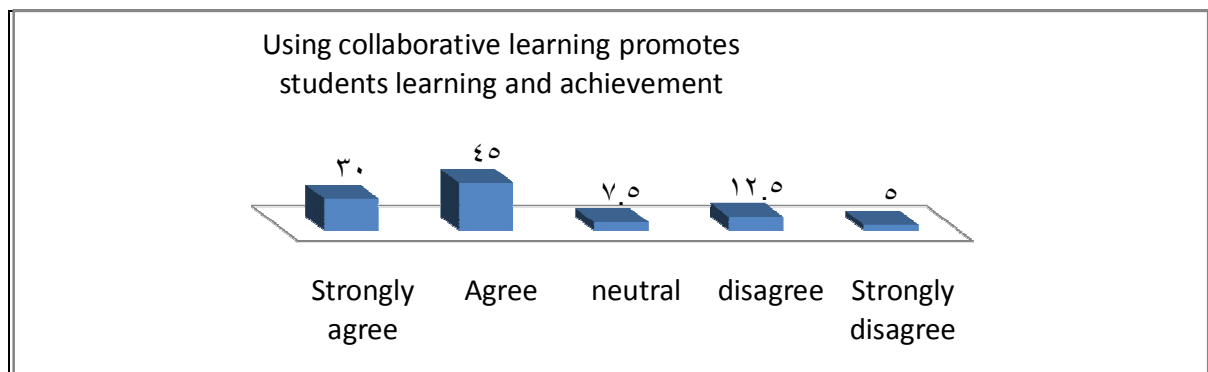 Using collaborative learning promotes
students learning and achievement
٣٠
٤٥
٧.٥
١٢.٥
٥
Strongly agree
Agree
neutral
disagree
Strongly disagree